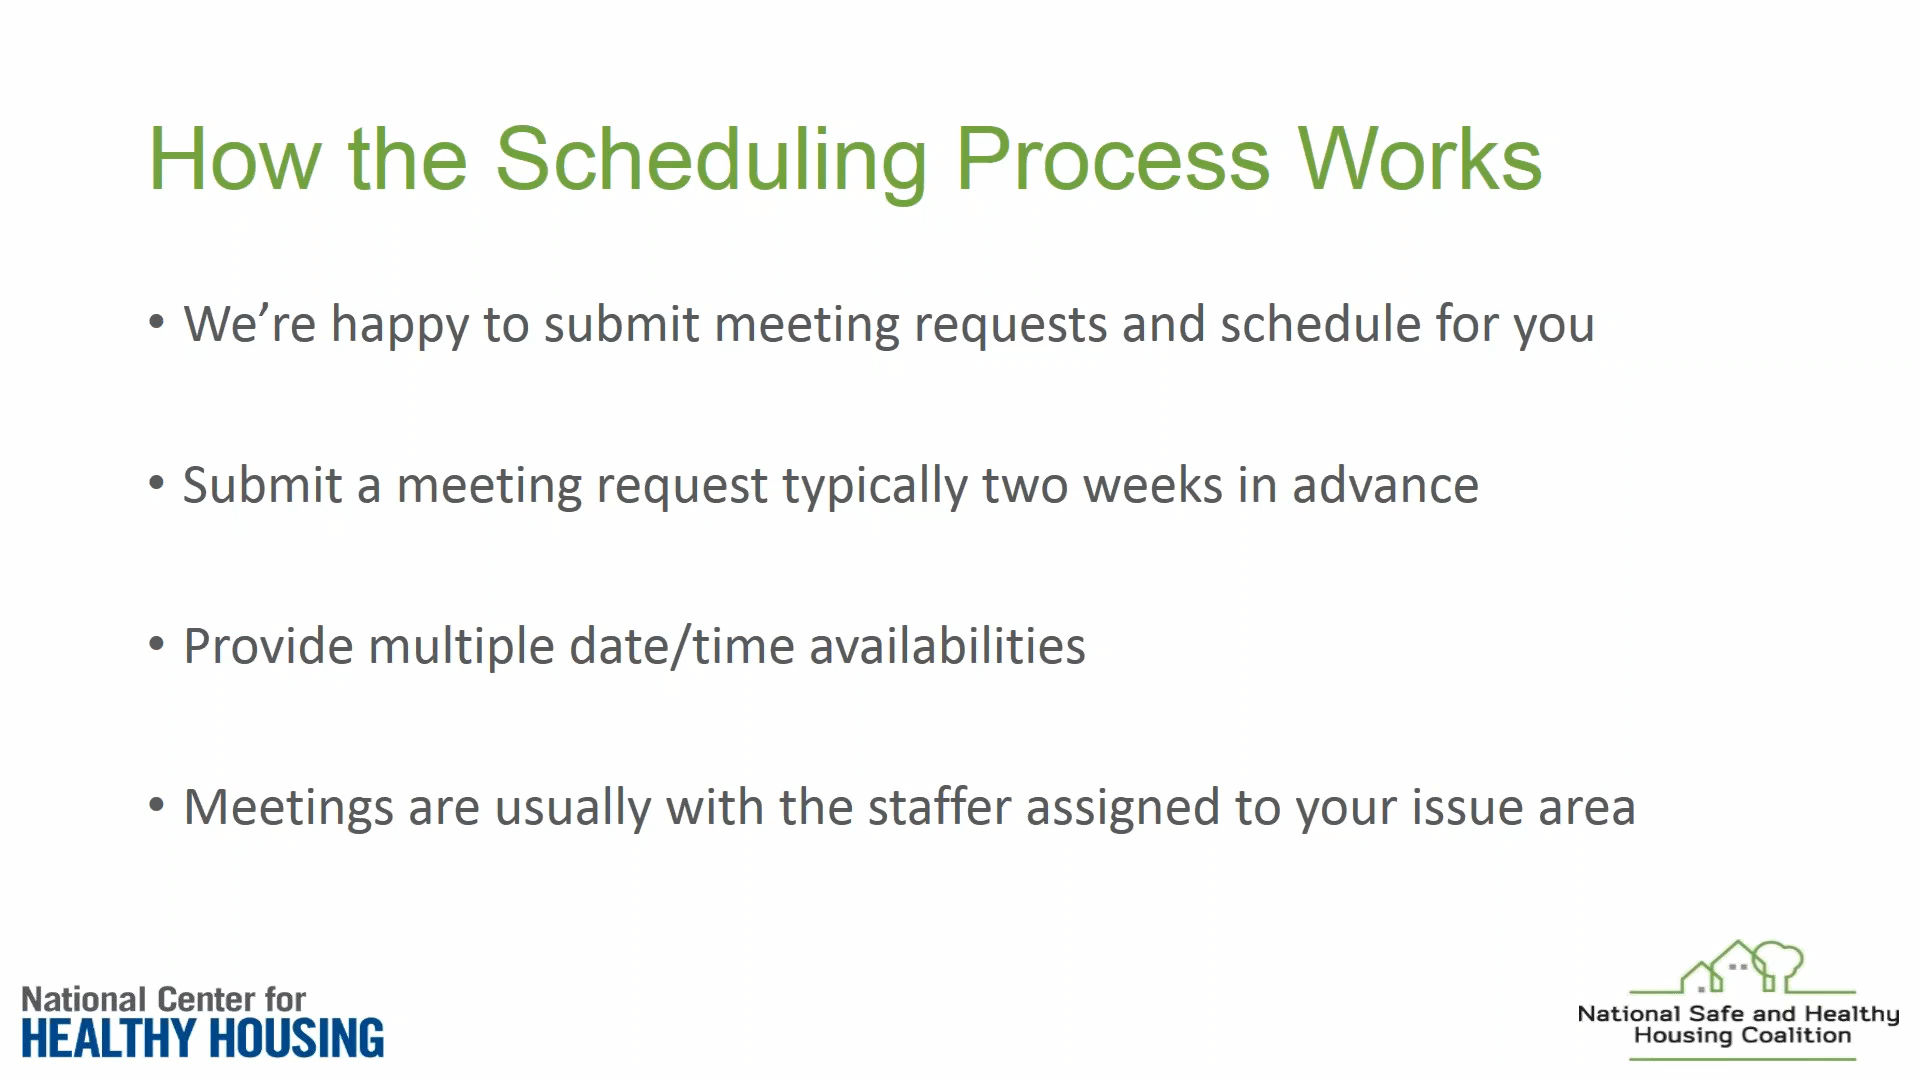 How the Scheduling Process Works
• We’re happy to submit meeting requests and schedule for you
• Submit a meeting request typically two weeks in advance
• Provide multiple date/time availabilities
• Meetings are usually with the staffer assigned to your issue area
National Center for
HEALTHY HOUSING
National Safe and Healthy
Housing Coalition